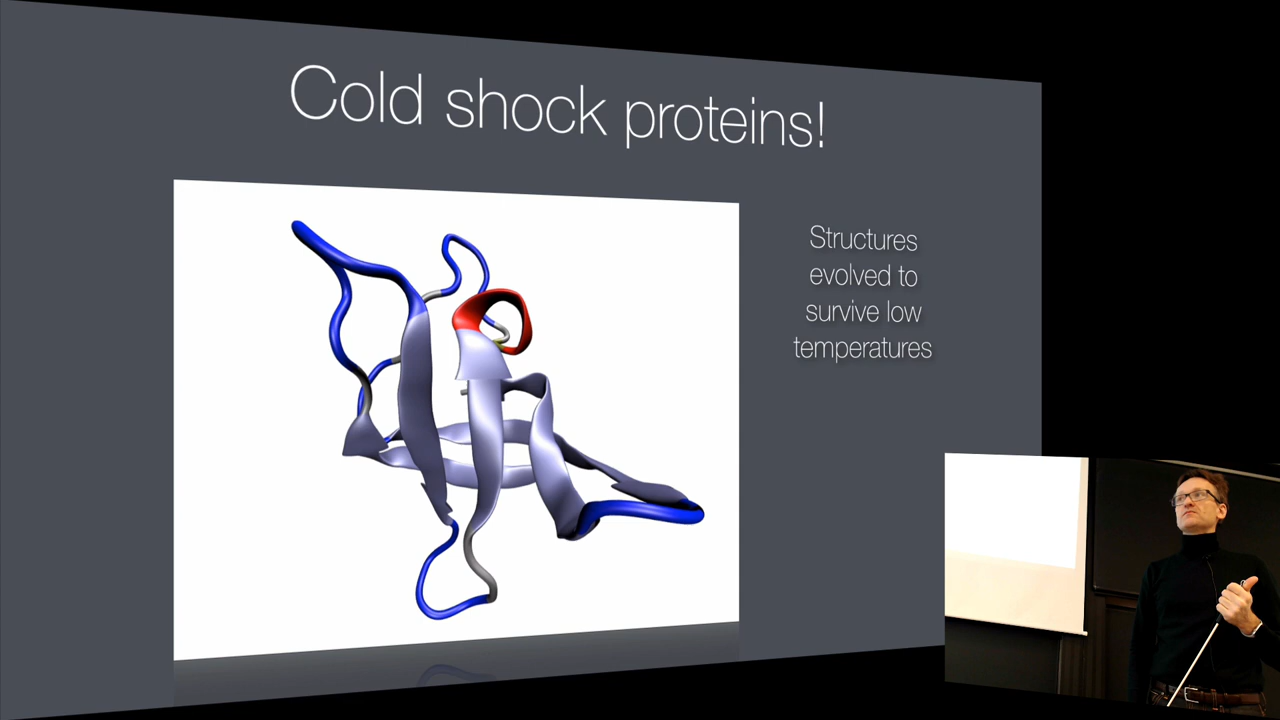 Cold shock proteins!
Structures
evolved to
survive low
temperatures